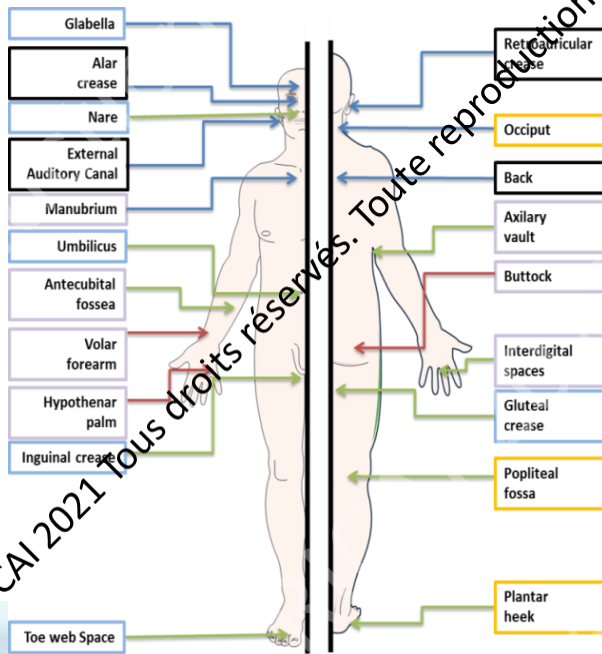 Glabella
Alar
crease
Nare
External
Auditory Canal
Manubrium
Umbilicus
Antecubital
fossea
Volar
forearm
Hypothenar
palm
Inguinal crease
Toe web Space
Retroauricular
crease
Occiput
Back
Axilary
vault
Buttock
Interdigital
spaces
Gluteal
crease
Popliteal
fossa
Plantar
heek
CAI 2021 Tous droits réservés. Toute reproduction